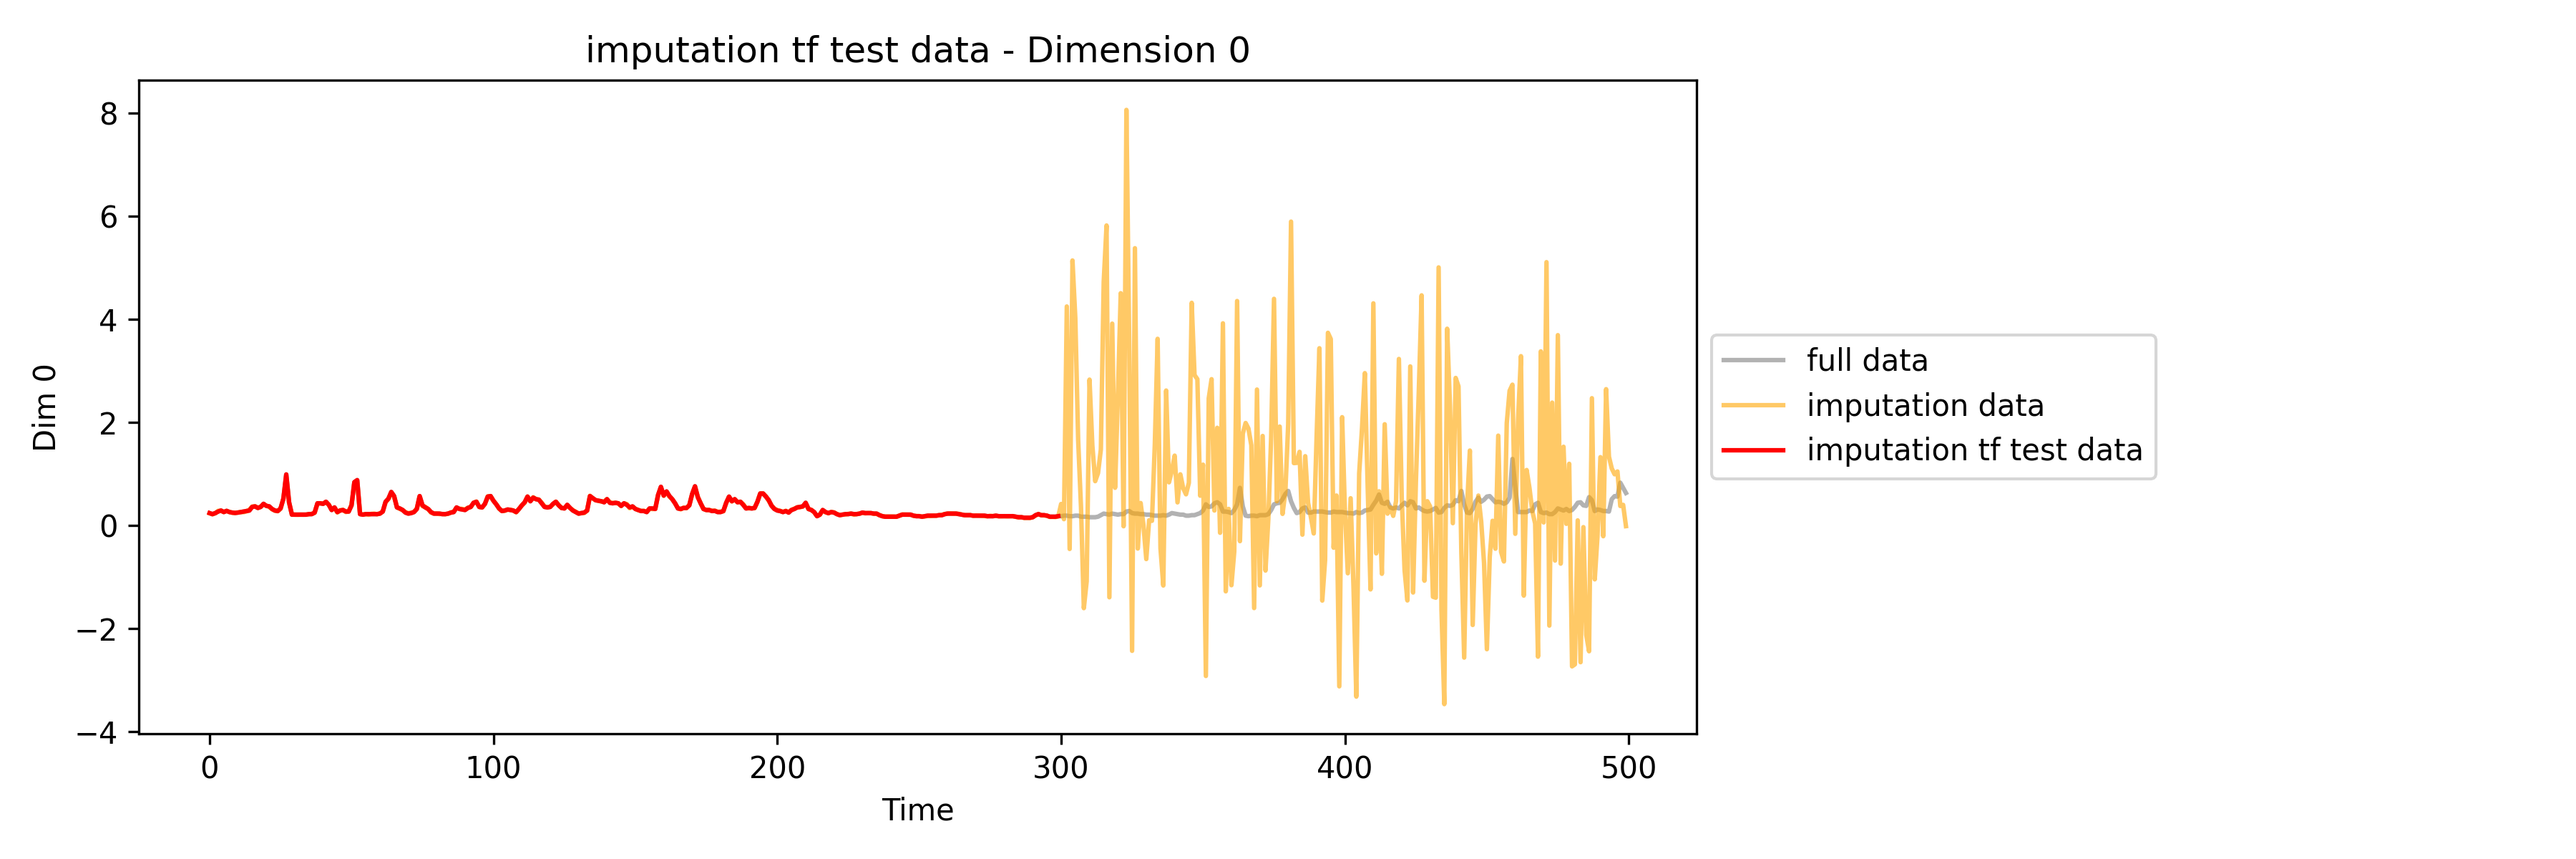 imputation tf test data - Dimension 0
8
6
4
2
0
−2
−4
Dim 0
0 100 200 300 400 500
Time
full data
imputation data
imputation tf test data